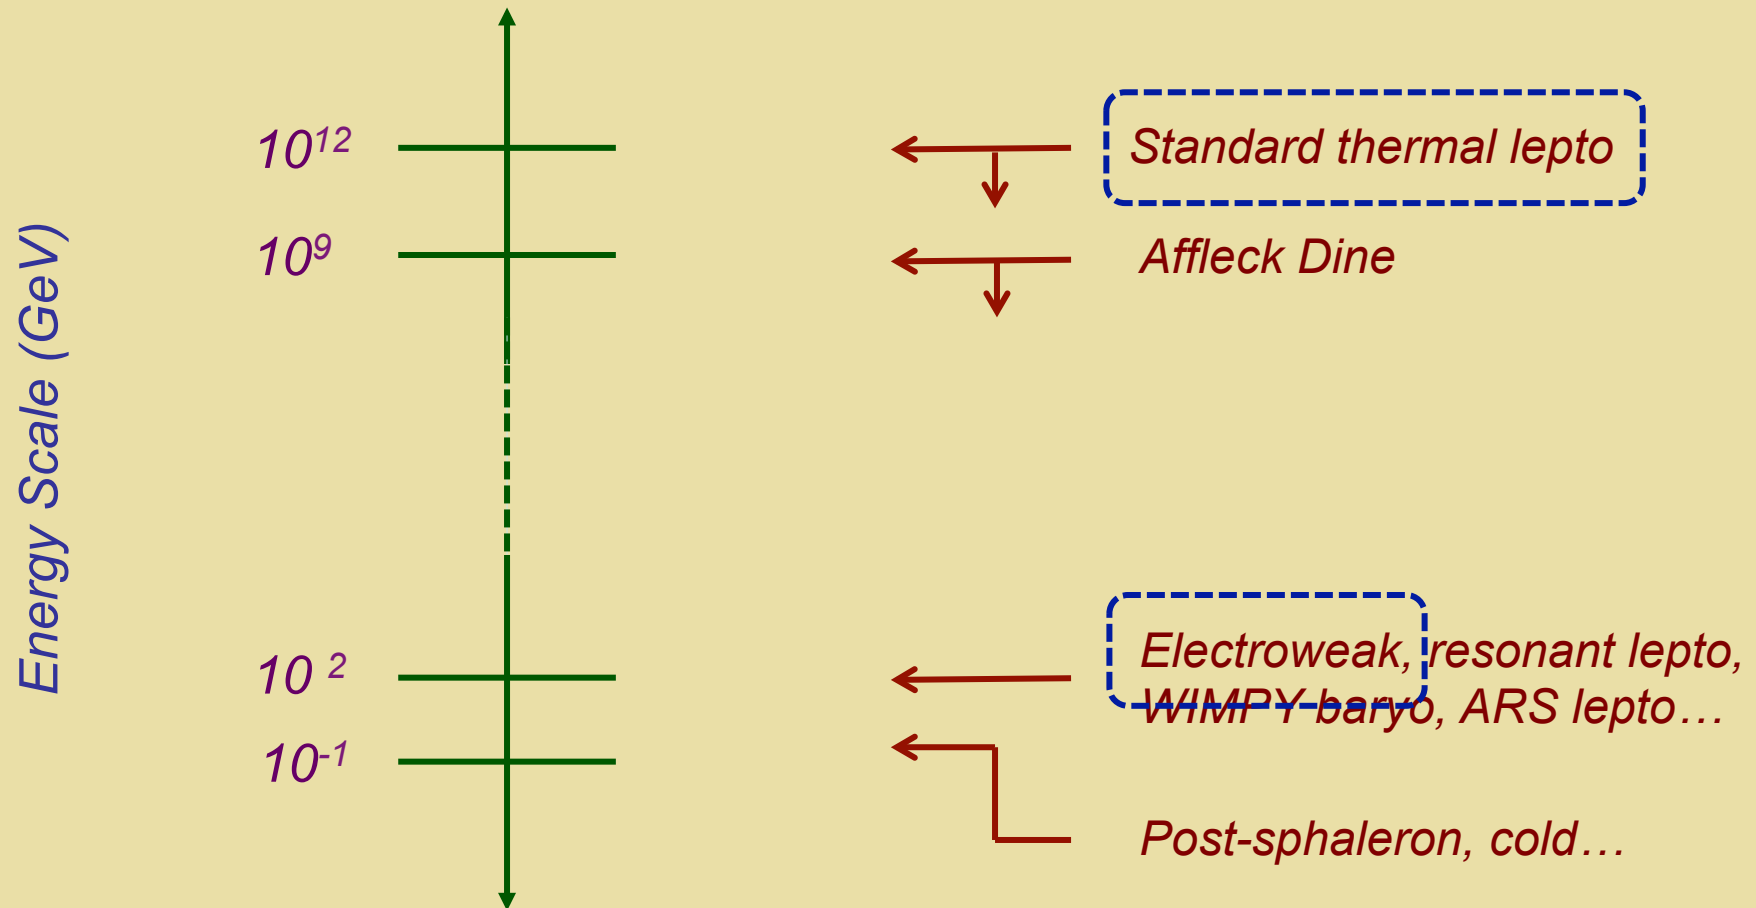 Energy Scale (GeV)
10¹² Standard thermal lepto
10⁹ Affleck Dine
10 ² Electroweak, resonant lepto,
WIMPY baryo, ARS lepto…
10⁻¹
Post-sphaleron, cold…